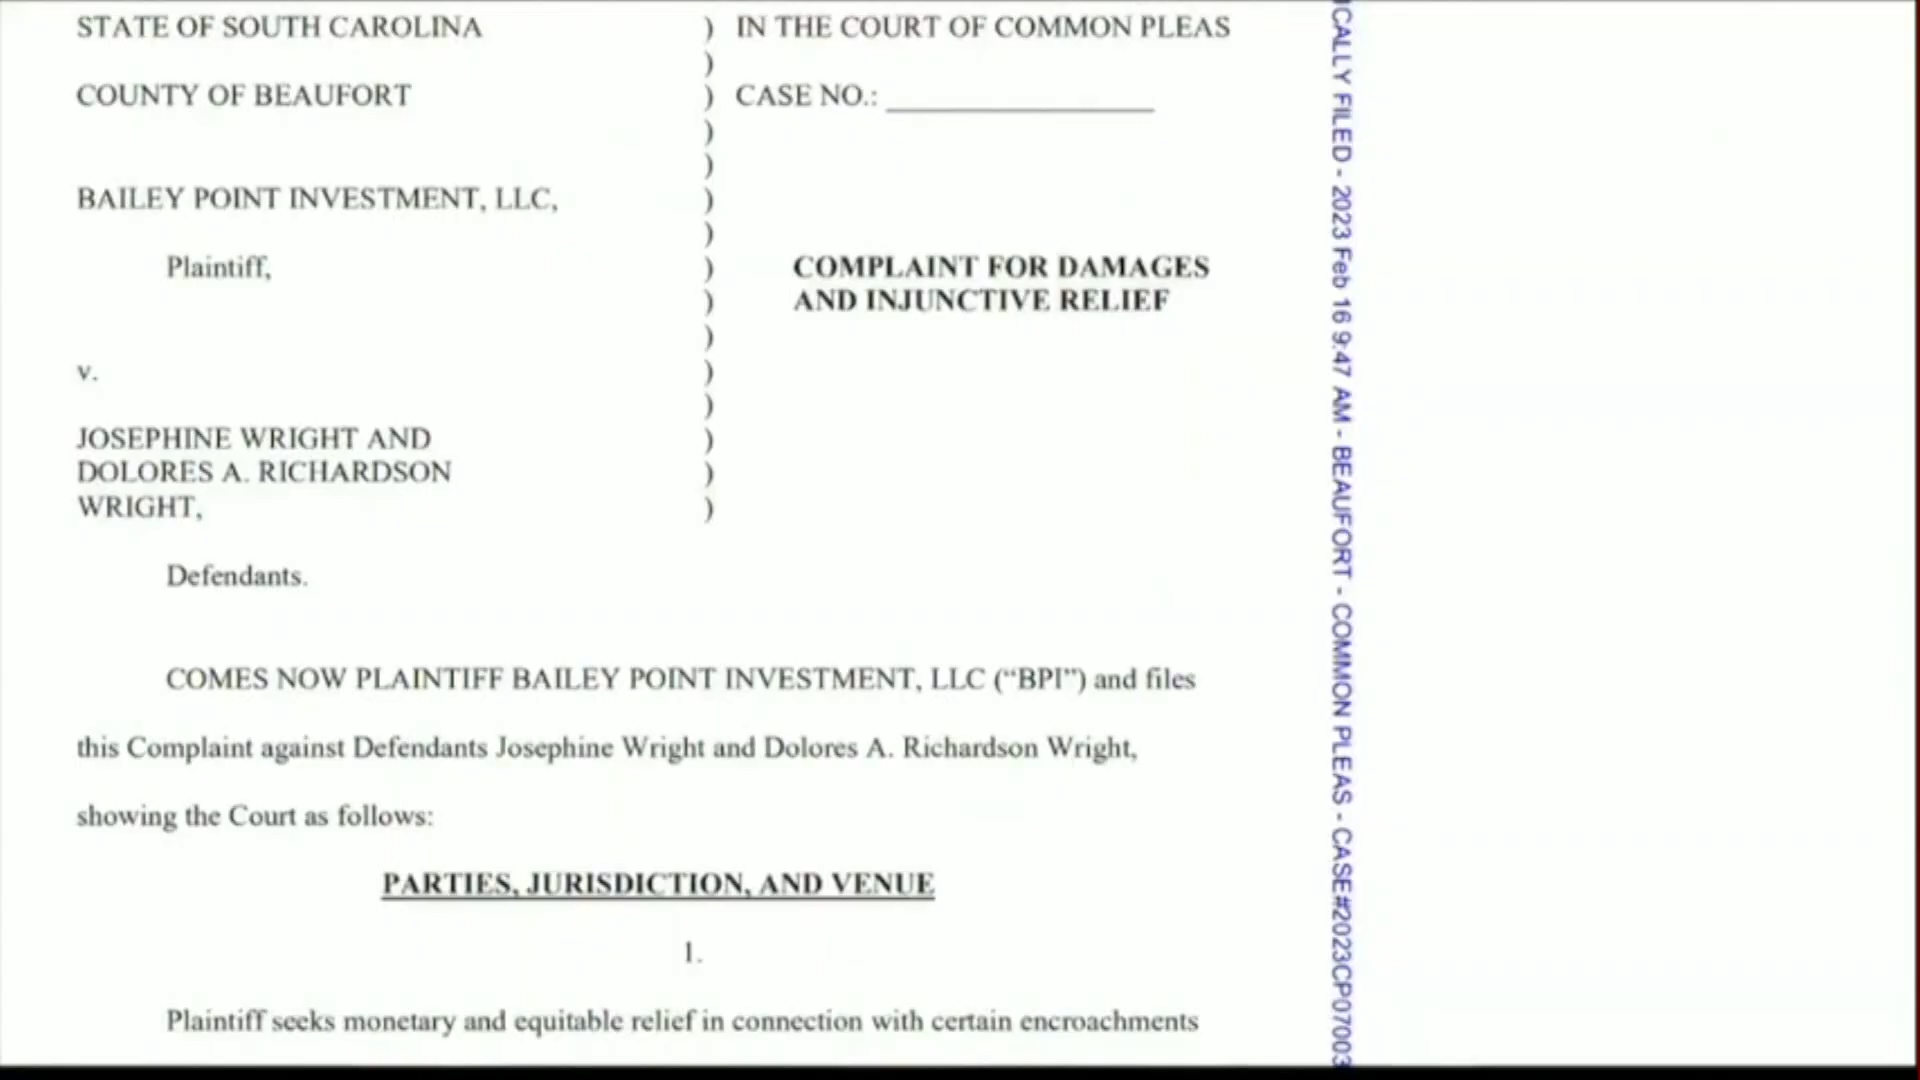 STATE OF SOUTH CAROLINA ) IN THE COURT OF COMMON PLEAS
)
COUNTY OF BEAUFORT ) CASE NO.: ___________________
)
)
BAILEY POINT INVESTMENT, LLC, )
)
Plaintiff, ) COMPLAINT FOR DAMAGES
) AND INJUNCTIVE RELIEF
)
v. )
)
JOSEPHINE WRIGHT AND )
DOLORES A. RICHARDSON )
WRIGHT, )
Defendants.
COMES NOW PLAINTIFF BAILEY POINT INVESTMENT, LLC (“BPI”) and files
this Complaint against Defendants Josephine Wright and Dolores A. Richardson Wright,
showing the Court as follows:
PARTIES, JURISDICTION, AND VENUE
1.
Plaintiff seeks monetary and equitable relief in connection with certain encroachments
ICALLY FILED - 2023 Feb 16 9:47 AM - BEAUFORT - COMMON PLEAS - CASE#2023CP07003